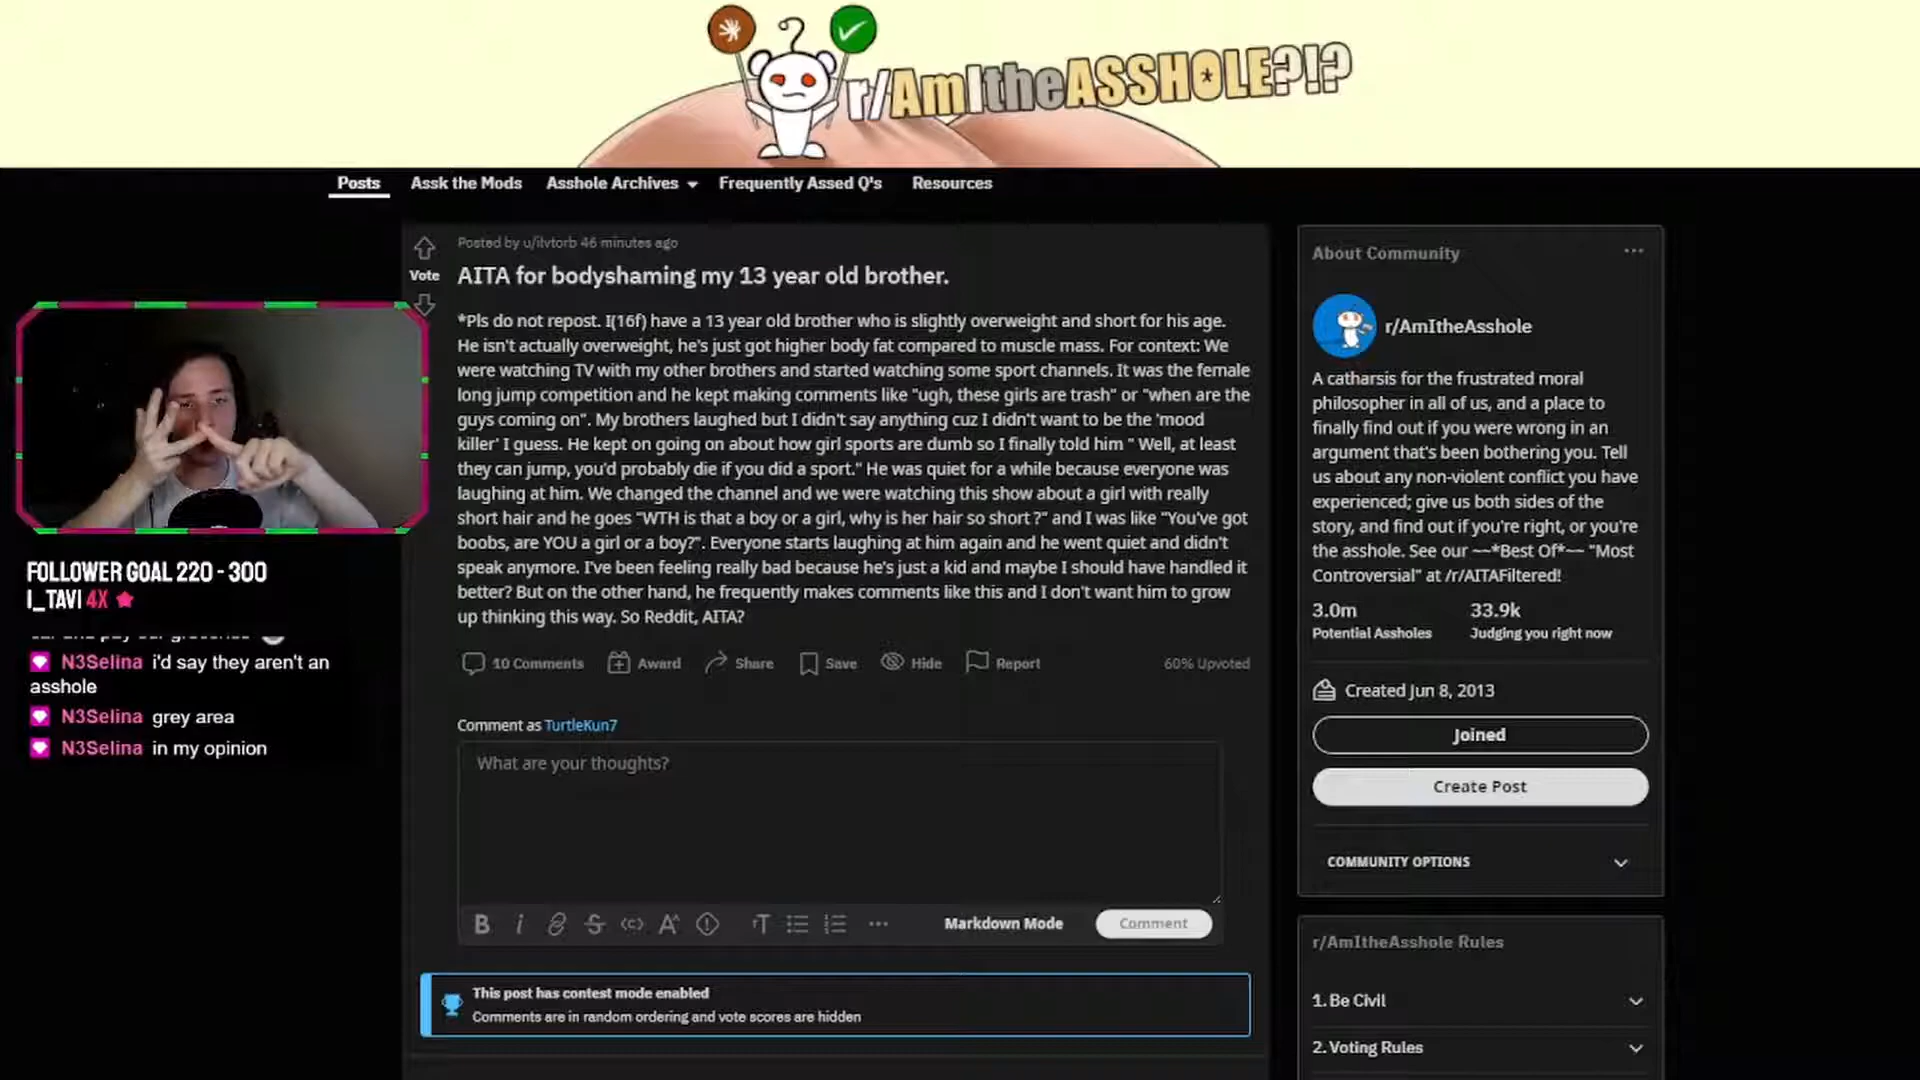 r/AmItheASSHOLE?!?
Posts
Assk the Mods
Asshole Archives
Frequently Assed Q's
Resources
Posted by u/ilvtorb 46 minutes ago
Vote
AITA for bodyshaming my 13 year old brother.
*Pls do not repost. I(16f) have a 13 year old brother who is slightly overweight and short for his age.
He isn't actually overweight, he's just got higher body fat compared to muscle mass. For context: We
were watching TV with my other brothers and started watching some sport channels. It was the female
long jump competition and he kept making comments like "ugh, these girls are trash" or "when are the
guys coming on". My brothers laughed but I didn't say anything cuz I didn't want to be the 'mood
killer' I guess. He kept on going on about how girl sports are dumb so I finally told him " Well, at least
they can jump, you'd probably die if you did a sport." He was quiet for a while because everyone was
laughing at him. We changed the channel and we were watching this show about a girl with really
short hair and he goes "WTH is that a boy or a girl, why is her hair so short ?" and I was like "You've got
boobs, are YOU a girl or a boy?". Everyone starts laughing at him again and he went quiet and didn't
speak anymore. I've been feeling really bad because he's just a kid and maybe I should have handled it
better? But on the other hand, he frequently makes comments like this and I don't want him to grow
up thinking this way. So Reddit, AITA?
10 Comments
Award
Share
Save
Hide
Report
60% Upvoted
Comment as TurtleKun7
What are your thoughts?
Markdown Mode
Comment
This post has contest mode enabled
Comments are in random ordering and vote scores are hidden
FOLLOWER GOAL 220 - 300
I_TAVI 4X
N3Selina i'd say they aren't an
asshole
N3Selina grey area
N3Selina in my opinion
About Community
r/AmItheAsshole
A catharsis for the frustrated moral
philosopher in all of us, and a place to
finally find out if you were wrong in an
argument that's been bothering you. Tell
us about any non-violent conflict you have
experienced; give us both sides of the
story, and find out if you're right, or you're
the asshole. See our ~~*Best Of*~~ "Most
Controversial" at /r/AITAFiltered!
3.0m
Potential Assholes
33.9k
Judging you right now
Created Jun 8, 2013
Joined
Create Post
COMMUNITY OPTIONS
r/AmItheAsshole Rules
1. Be Civil
2. Voting Rules